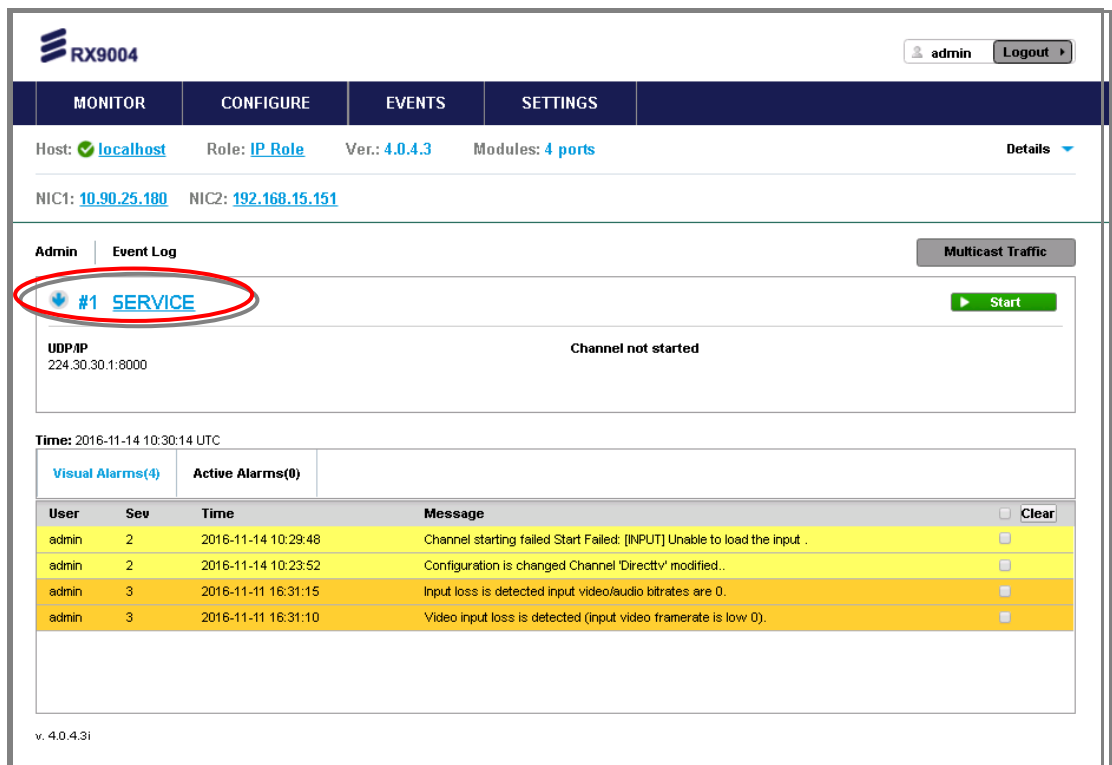 RX9004
admin Logout
MONITOR CONFIGURE EVENTS SETTINGS
Host: localhost Role: IP Role Ver.: 4.0.4.3 Modules: 4 ports Details
NIC1: 10.90.25.180 NIC2: 192.168.15.151
Admin Event Log Multicast Traffic
#1 SERVICE Start
UDP/IP Channel not started
224.30.30.1:8000
Time: 2016-11-14 10:30:14 UTC
Visual Alarms(4) Active Alarms(0)
User Sev Time Message Clear
admin 2 2016-11-14 10:29:48 Channel starting failed Start Failed: [INPUT] Unable to load the input .
admin 2 2016-11-14 10:23:52 Configuration is changed Channel 'Directtv' modified..
admin 3 2016-11-11 16:31:15 Input loss is detected input video/audio bitrates are 0.
admin 3 2016-11-11 16:31:10 Video input loss is detected (input video framerate is low 0).
v. 4.0.4.3i